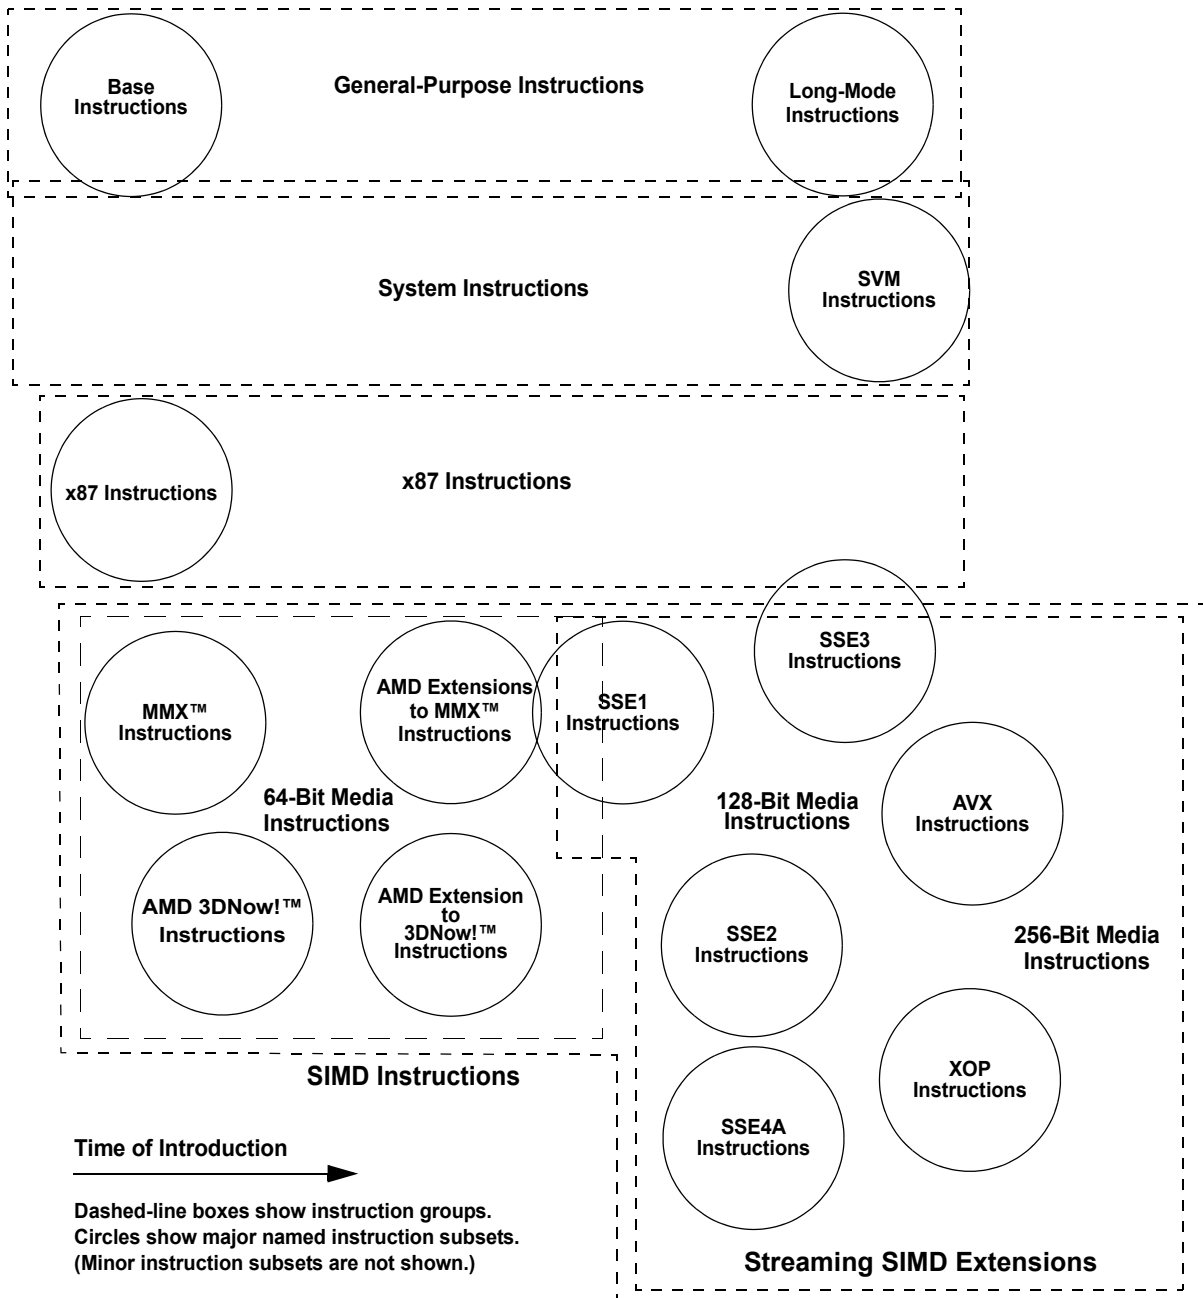 Base
Instructions
General-Purpose Instructions
Long-Mode
Instructions
System Instructions
SVM
Instructions
x87 Instructions
x87 Instructions
SSE3
Instructions
MMX™
Instructions
AMD Extensions
to MMX™
Instructions
SSE1
Instructions
64-Bit Media
Instructions
128-Bit Media
Instructions
AVX
Instructions
AMD 3DNow!™
Instructions
AMD Extension
to
3DNow!™
Instructions
SSE2
Instructions
256-Bit Media
Instructions
SIMD Instructions
XOP
Instructions
SSE4A
Instructions
Time of Introduction
Dashed-line boxes show instruction groups.
Circles show major named instruction subsets.
(Minor instruction subsets are not shown.)
Streaming SIMD Extensions